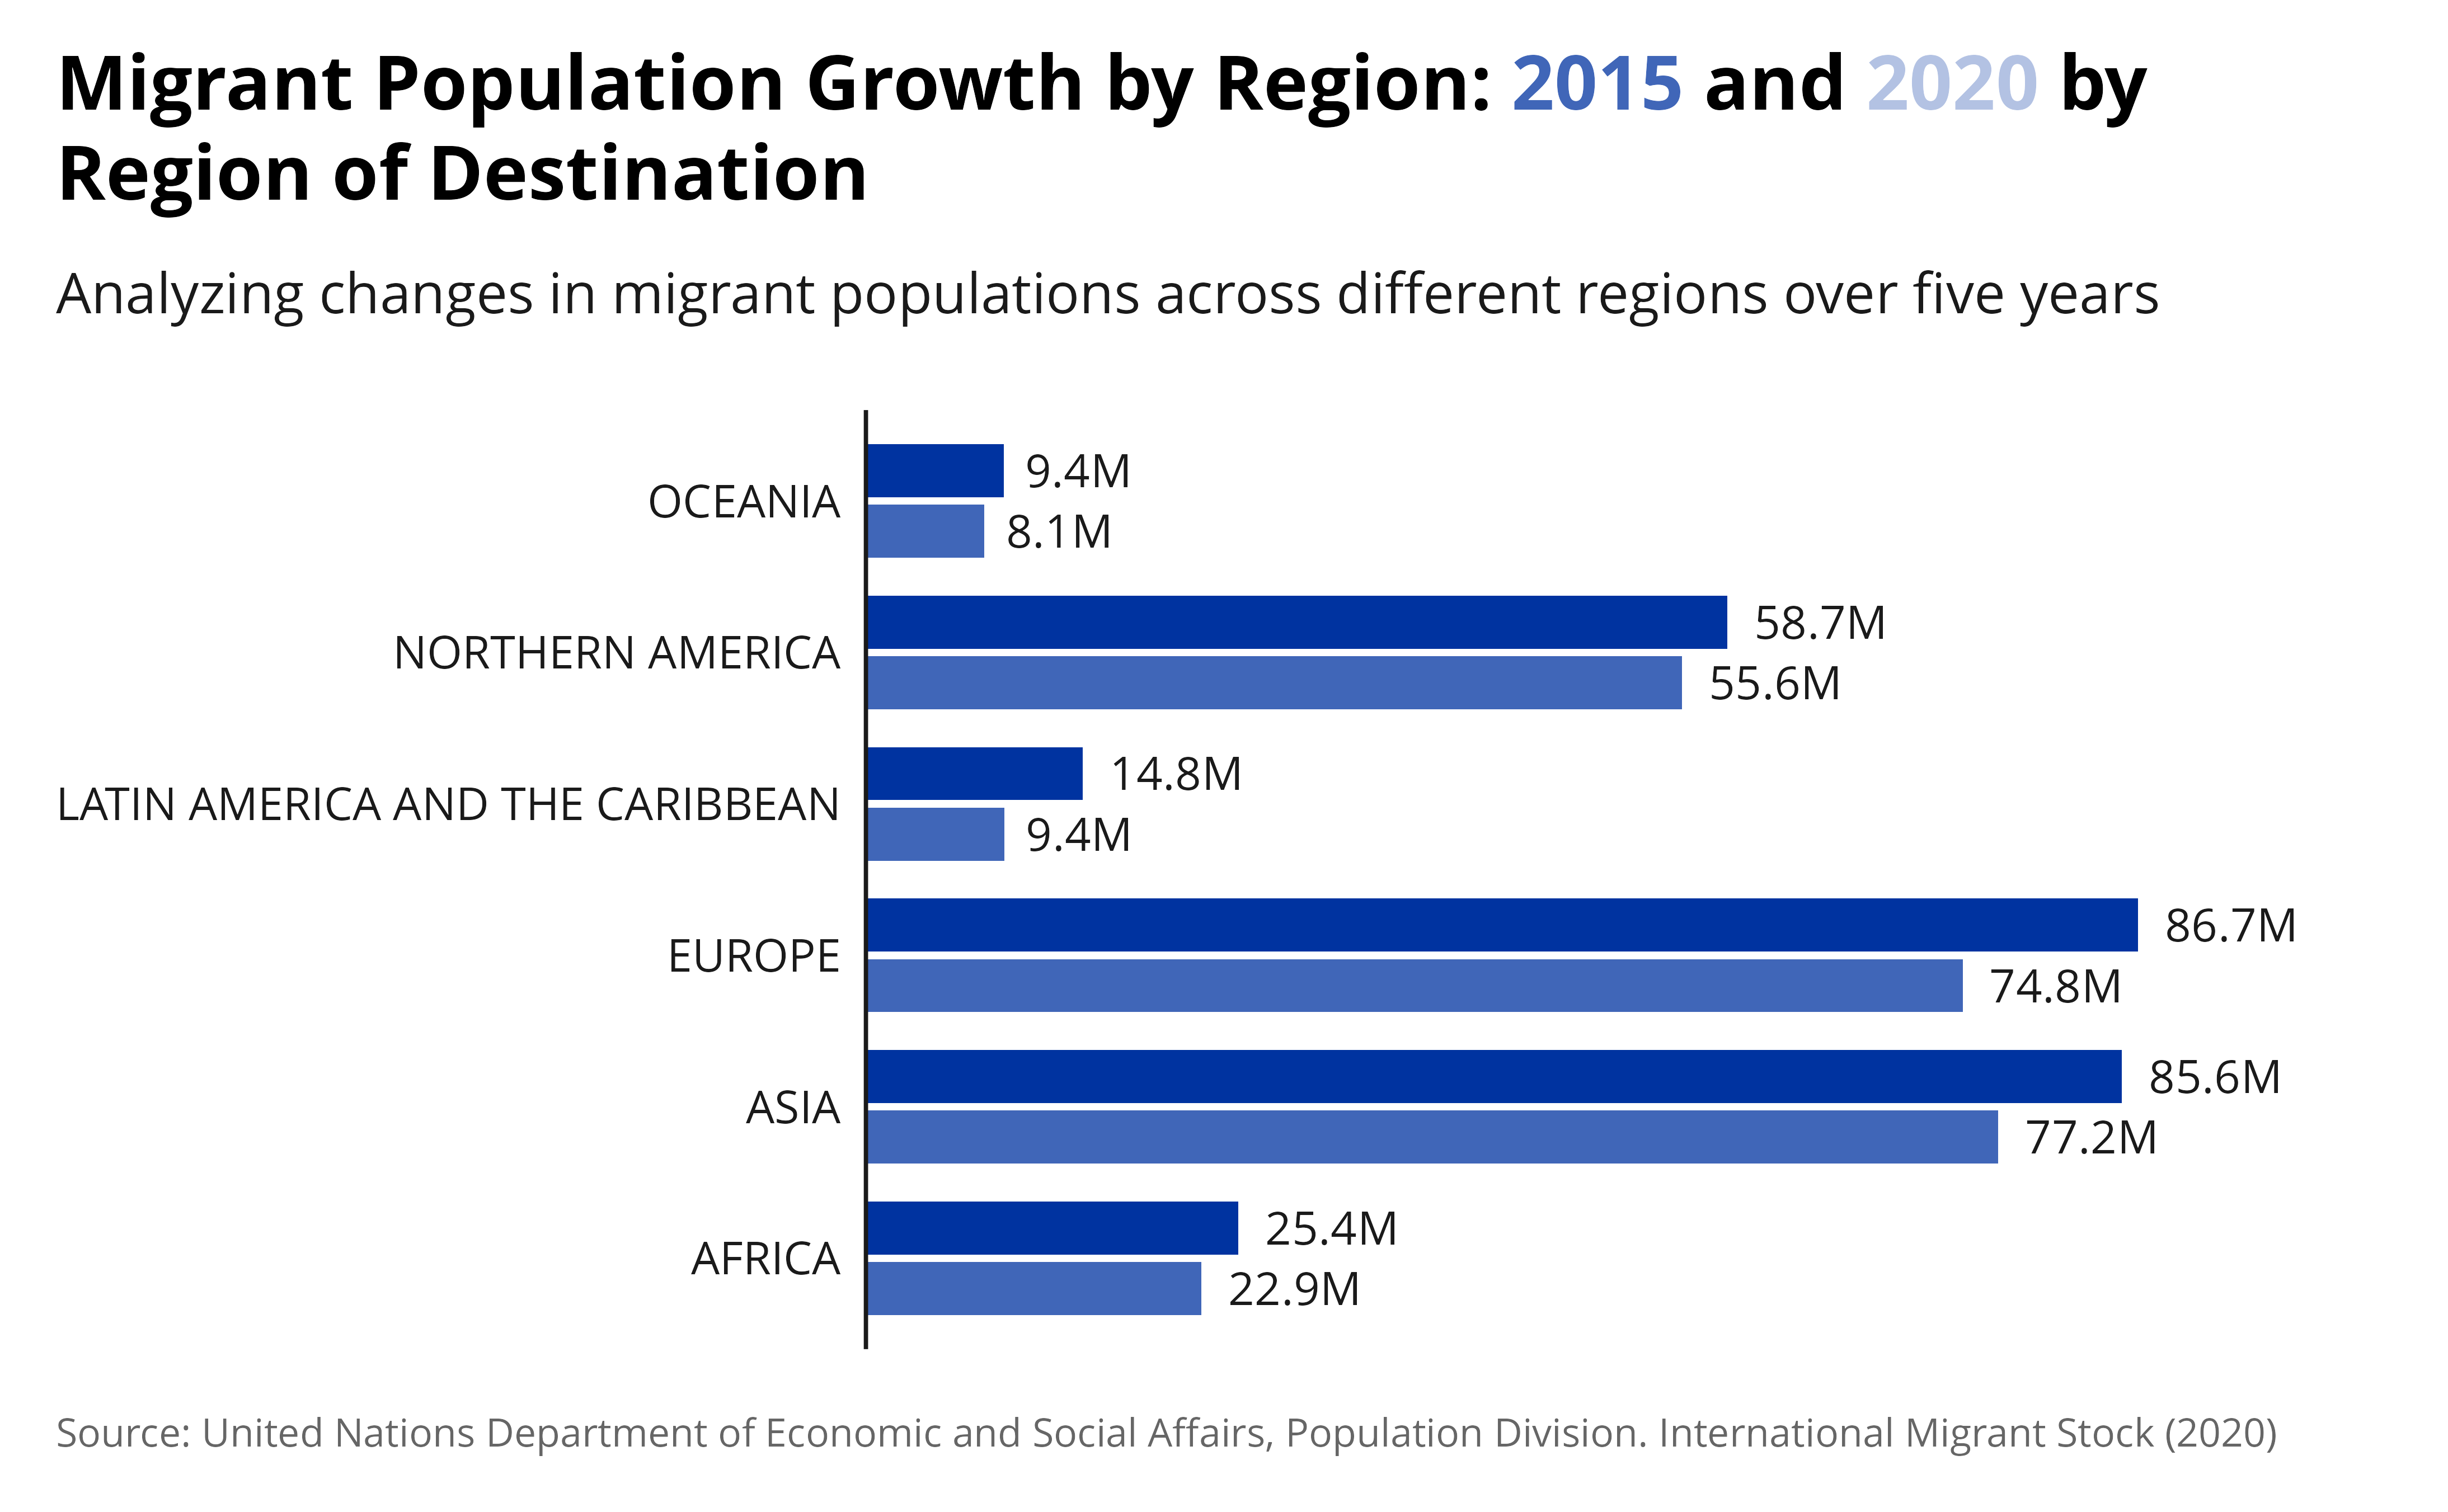 Migrant Population Growth by Region: 2015 and 2020 by
Region of Destination
Analyzing changes in migrant populations across different regions over five years
OCEANIA
9.4M
8.1M
NORTHERN AMERICA
58.7M
55.6M
LATIN AMERICA AND THE CARIBBEAN
14.8M
9.4M
EUROPE
86.7M
74.8M
ASIA
85.6M
77.2M
AFRICA
25.4M
22.9M
Source: United Nations Department of Economic and Social Affairs, Population Division. International Migrant Stock (2020)